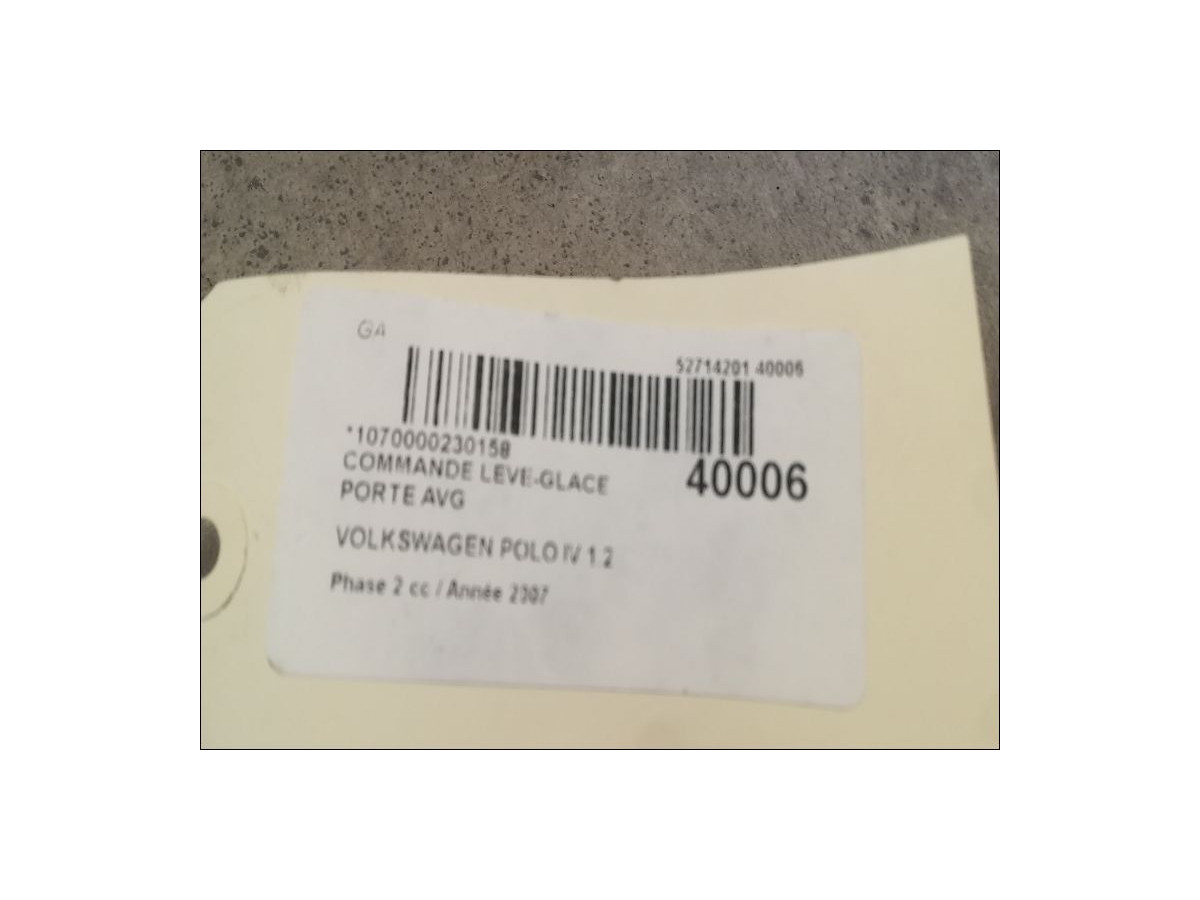 GA
52714201 40006
*1070000230158
COMMANDE LEVE-GLACE
PORTE AVG
40006
VOLKSWAGEN POLO IV 1.2
Phase 2 cc / Année 2007